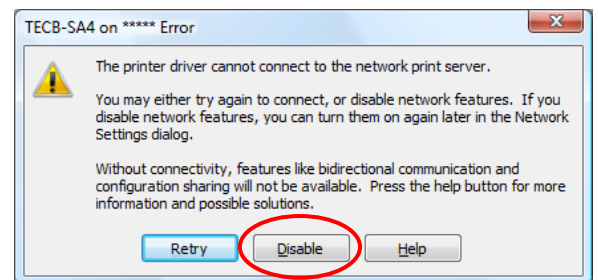 TECB-SA4 on ***** Error
The printer driver cannot connect to the network print server.
You may either try again to connect, or disable network features. If you
disable network features, you can turn them on again later in the Network
Settings dialog.
Without connectivity, features like bidirectional communication and
configuration sharing will not be available. Press the help button for more
information and possible solutions.
Retry Disable Help